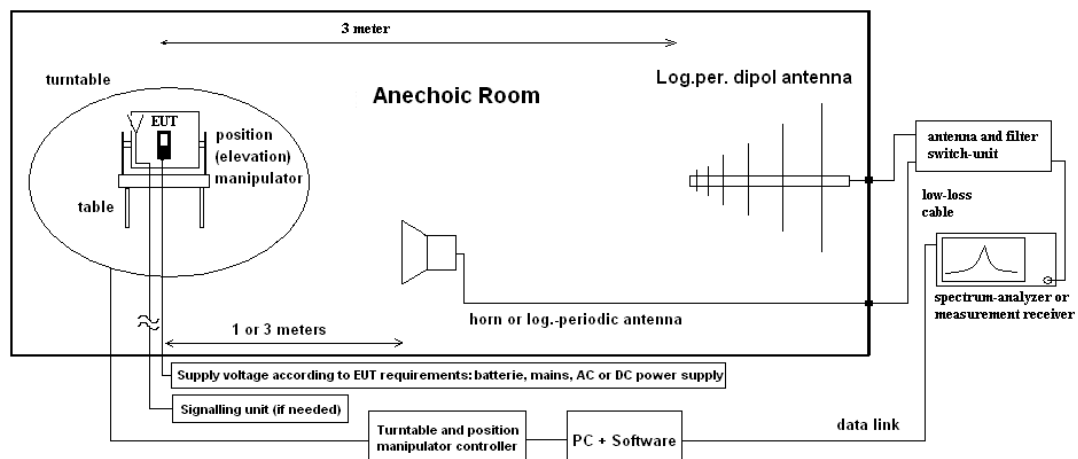 3 meter
turntable
Log.per. dipol antenna
Anechoic Room
EUT
position
(elevation)
manipulator
antenna and filter
switch-unit
table
low-loss
cable
spectrum-analyzer or
measurement receiver
horn or log.-periodic antenna
1 or 3 meters
Supply voltage according to EUT requirements: batterie, mains, AC or DC power supply
Signalling unit (if needed)
Turntable and position
manipulator controller
PC + Software
data link